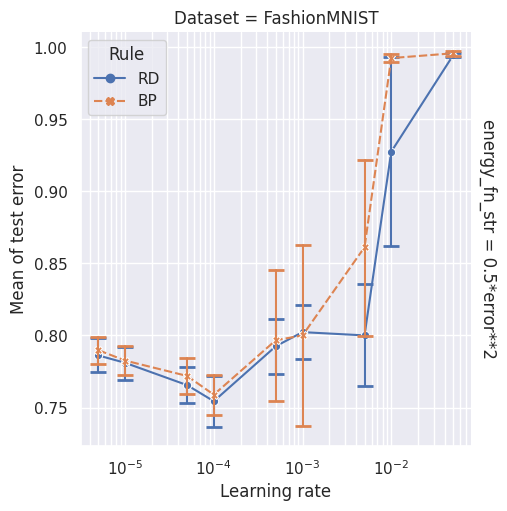 Dataset = FashionMNIST
Rule
RD
BP
1.00
0.95
0.90
0.85
0.80
0.75
Mean of test error
10⁻⁵
10⁻⁴
10⁻³
10⁻²
Learning rate
energy_fn_str = 0.5*error**2